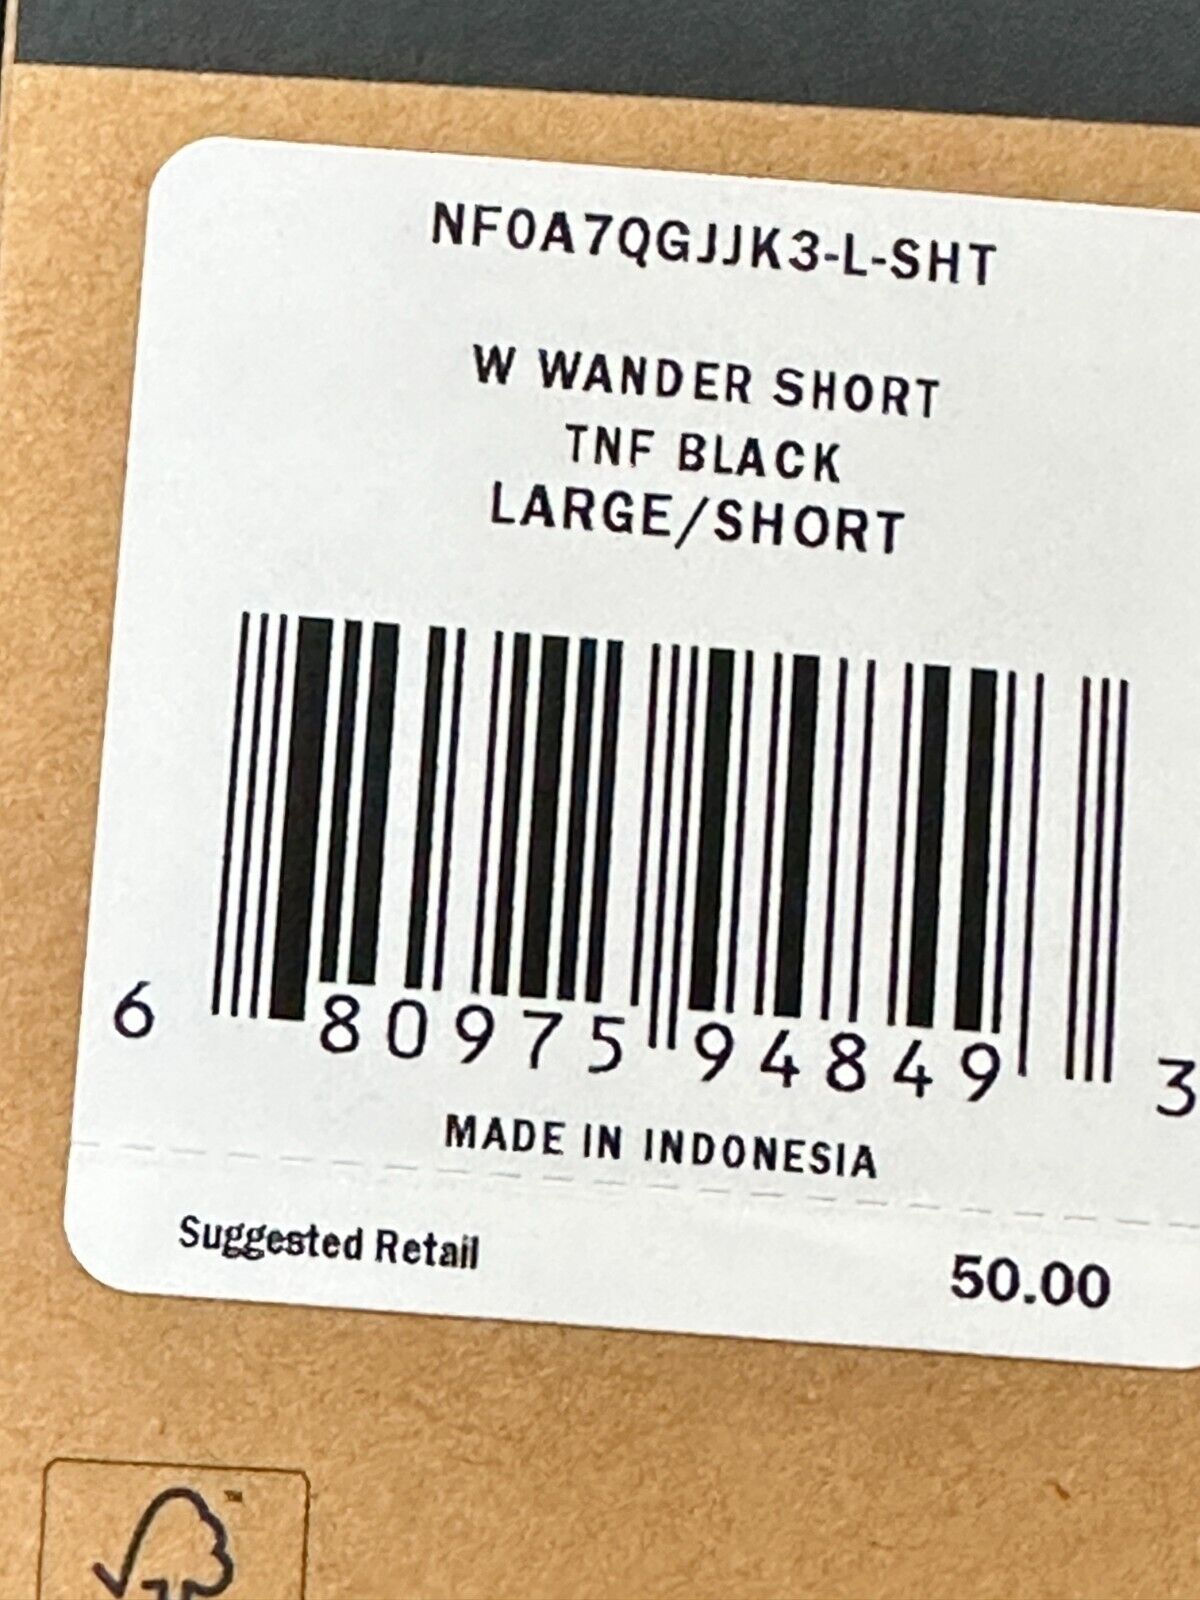 NF0A7QGJJK3-L-SHT
W WANDER SHORT
TNF BLACK
LARGE/SHORT
6 80975 94849 3
MADE IN INDONESIA
Suggested Retail 50.00
™